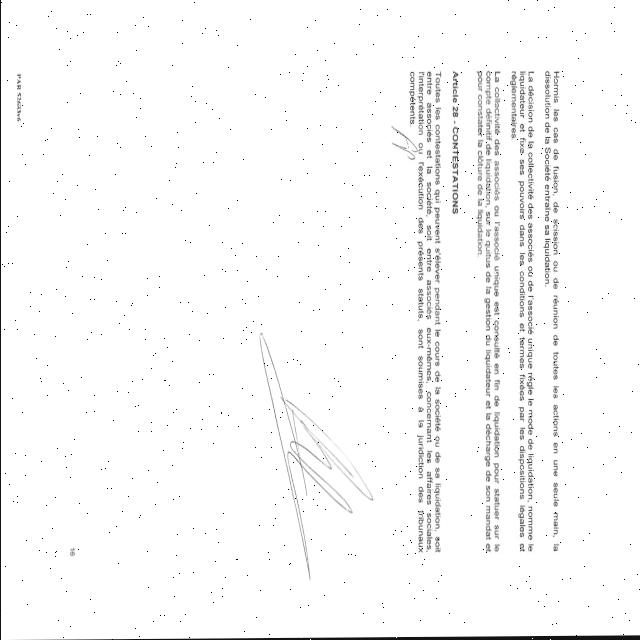 Hormis les cas de fusion, de scission ou de réunion de toutes les actions en une seule main, la
dissolution de la Société entraîne sa liquidation.
La décision de la collectivité des associés ou de l'associé unique règle le mode de liquidation, nomme le
liquidateur et fixe ses pouvoirs dans les conditions et termes fixées par les dispositions légales et
réglementaires.
La collectivité des associés ou l'associé unique est consulté en fin de liquidation pour statuer sur le
compte définitif de liquidation, sur le quitus de la gestion du liquidateur et la décharge de son mandat et
pour constater la clôture de la liquidation.
Article 28 - CONTESTATIONS
Toutes les contestations qui peuvent s'élever pendant le cours de la société ou de sa liquidation, soit
entre associés et la société, soit entre associés eux-mêmes, concernant les affaires sociales,
l'interprétation ou l'exécution des présents statuts, sont soumises à la juridiction des tribunaux
compétents.
16
PAR